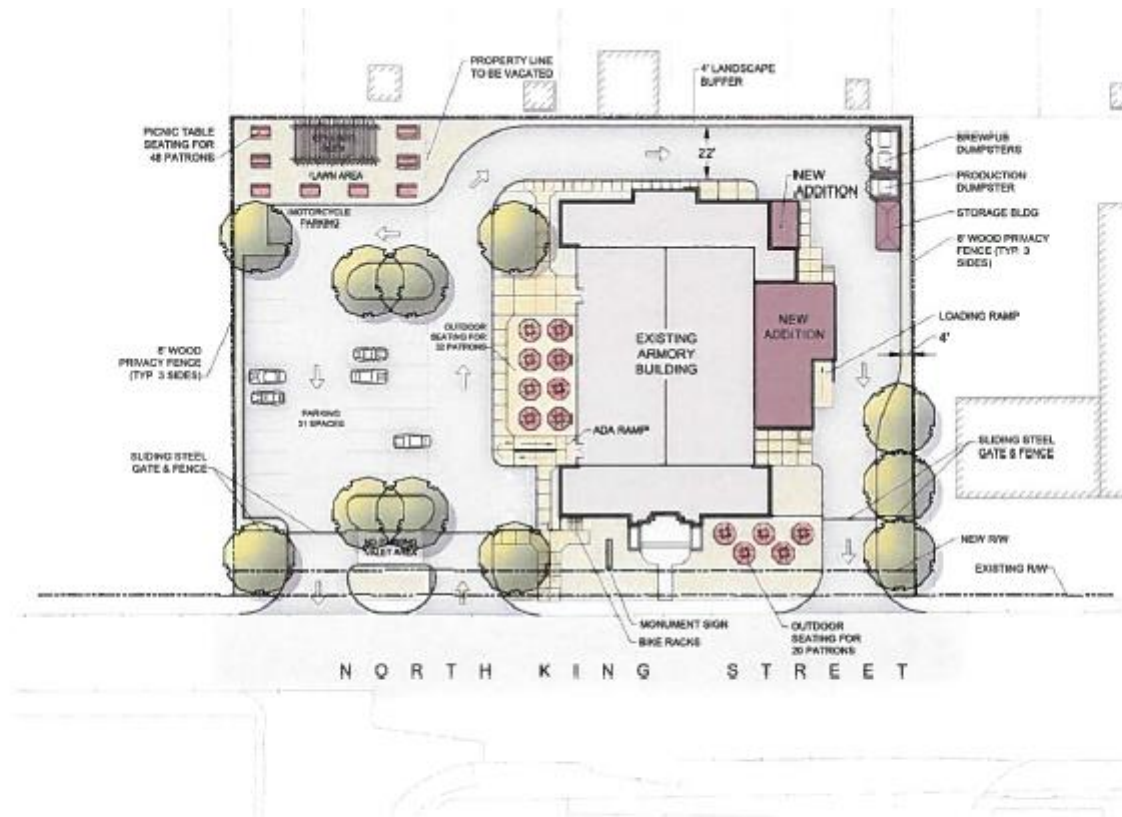 PROPERTY LINE
TO BE VACATED
4' LANDSCAPE
BUFFER
PICNIC TABLE
SEATING FOR
48 PATRONS
BREWPUB
DUMPSTERS
22'
NEW
ADDITION
PRODUCTION
DUMPSTER
LAWN AREA
STORAGE BLDG
MOTORCYCLE
PARKING
6' WOOD PRIVACY
FENCE (TYP. 3
SIDES)
LOADING RAMP
NEW
ADDITION
OUTDOOR
SEATING FOR
32 PATRONS
EXISTING
ARMORY
BUILDING
4'
6' WOOD
PRIVACY FENCE
(TYP. 3 SIDES)
PARKING
31 SPACES
ADA RAMP
SLIDING STEEL
GATE & FENCE
SLIDING STEEL
GATE & FENCE
NO PARKING
VALET AREA
NEW R/W
EXISTING R/W
MONUMENT SIGN
BIKE RACKS
OUTDOOR
SEATING FOR
20 PATRONS
NORTH KING STREET